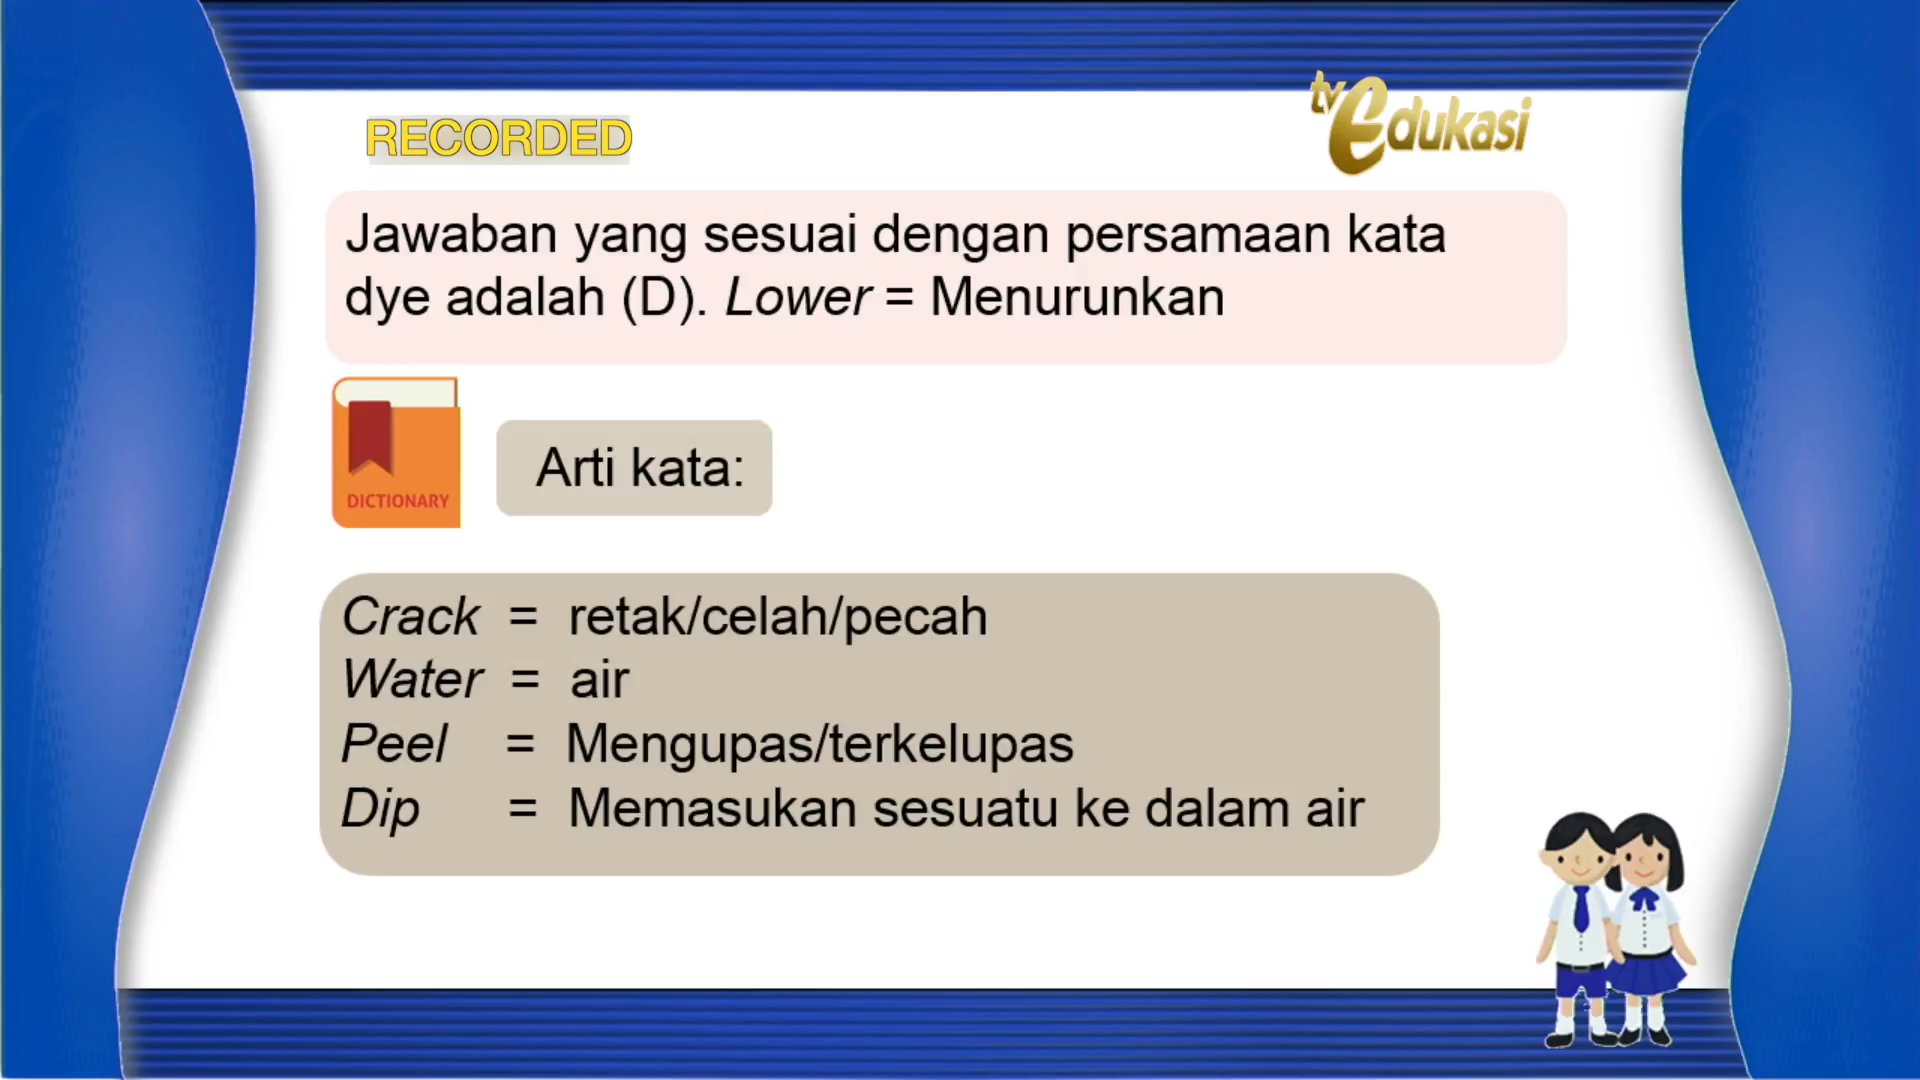 RECORDED
tv Edukasi
Jawaban yang sesuai dengan persamaan kata
dye adalah (D). Lower = Menurunkan
DICTIONARY
Arti kata:
Crack = retak/celah/pecah
Water = air
Peel = Mengupas/terkelupas
Dip = Memasukan sesuatu ke dalam air